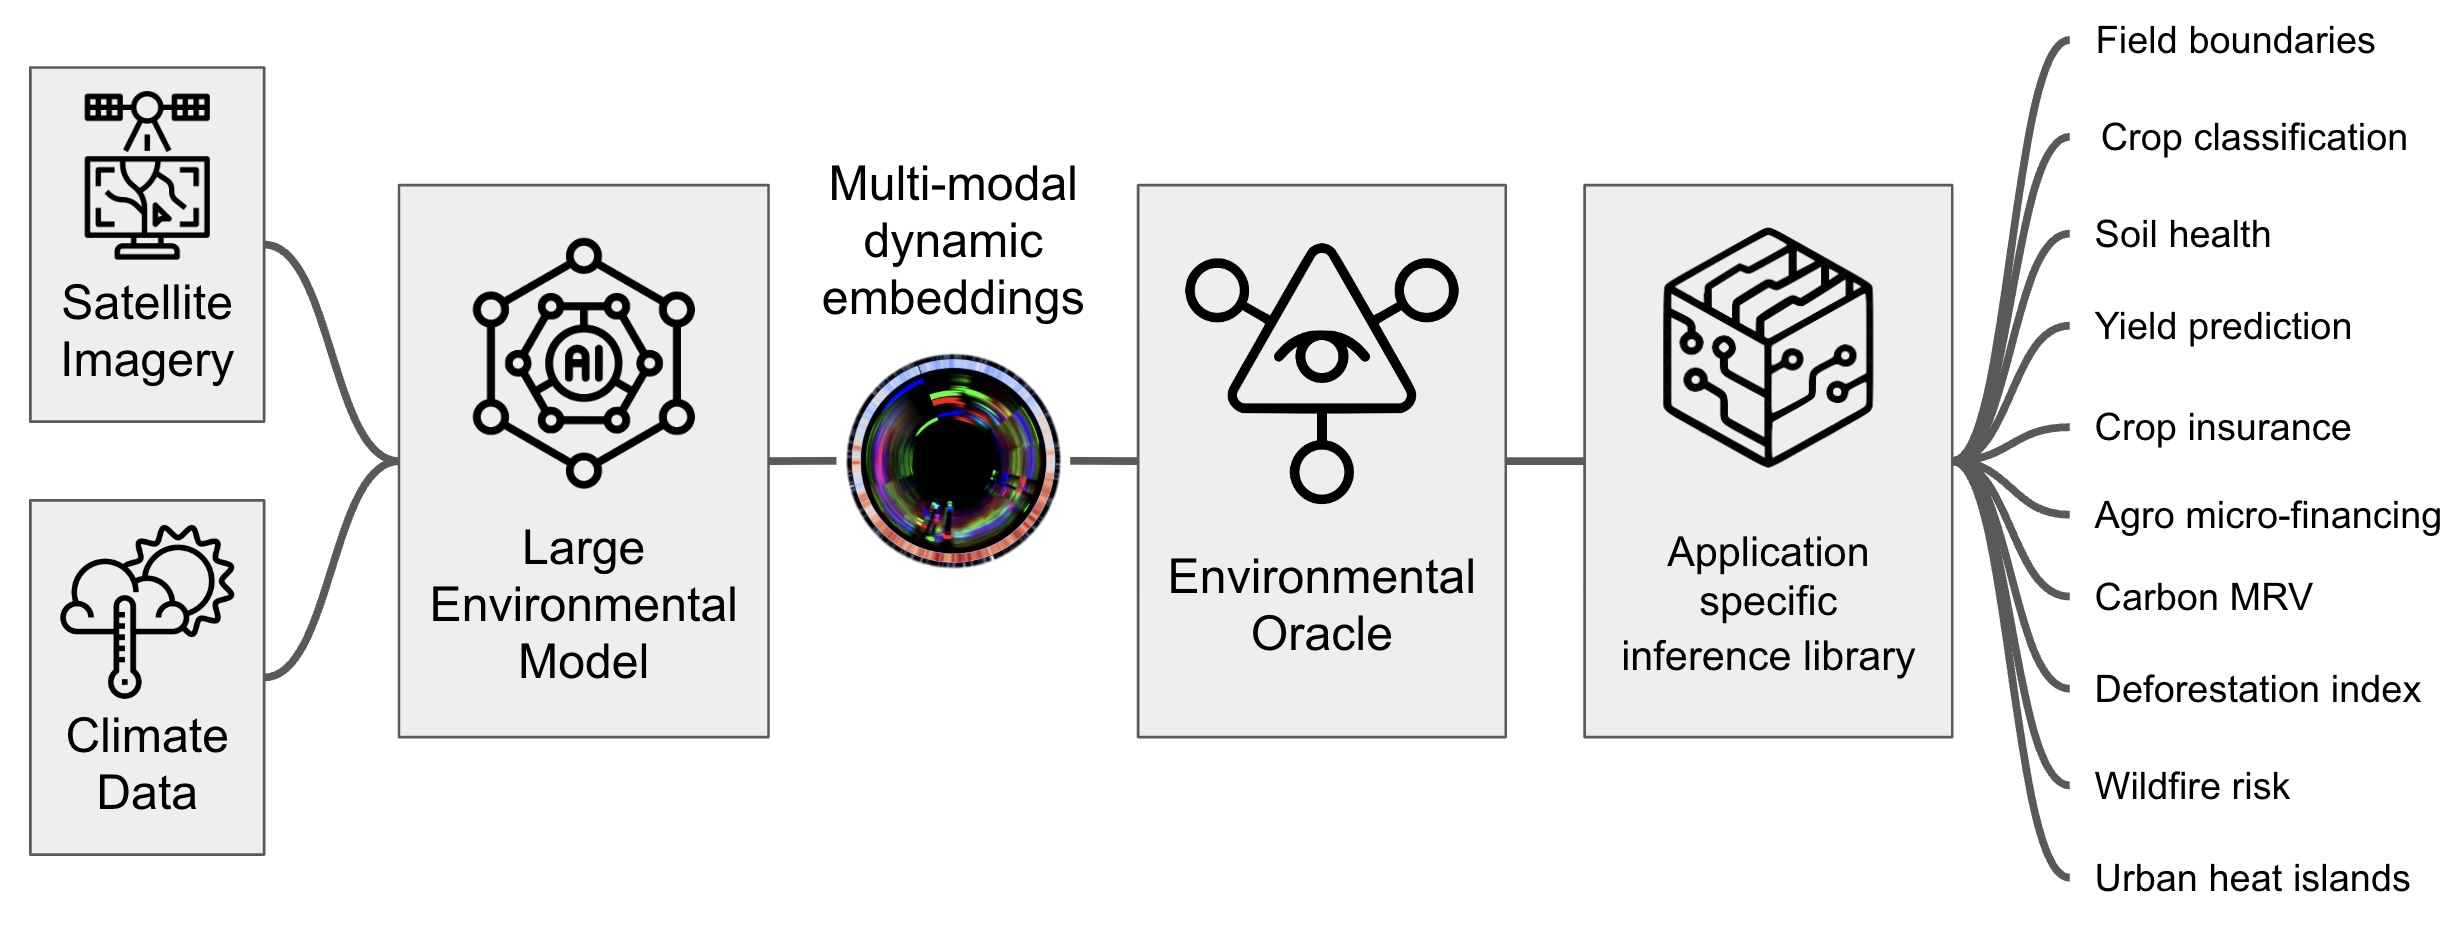 Satellite
Imagery
Climate
Data
AI
Large
Environmental
Model
Multi-modal
dynamic
embeddings
Environmental
Oracle
Application
specific
inference library
Field boundaries
Crop classification
Soil health
Yield prediction
Crop insurance
Agro micro-financing
Carbon MRV
Deforestation index
Wildfire risk
Urban heat islands